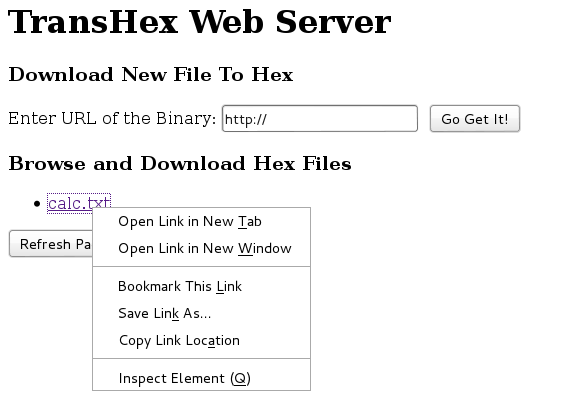 TransHex Web Server
Download New File To Hex
Enter URL of the Binary: http:// Go Get It!
Browse and Download Hex Files
• calc.txt
Refresh Pa
Open Link in New Tab
Open Link in New Window
Bookmark This Link
Save Link As...
Copy Link Location
Inspect Element (Q)